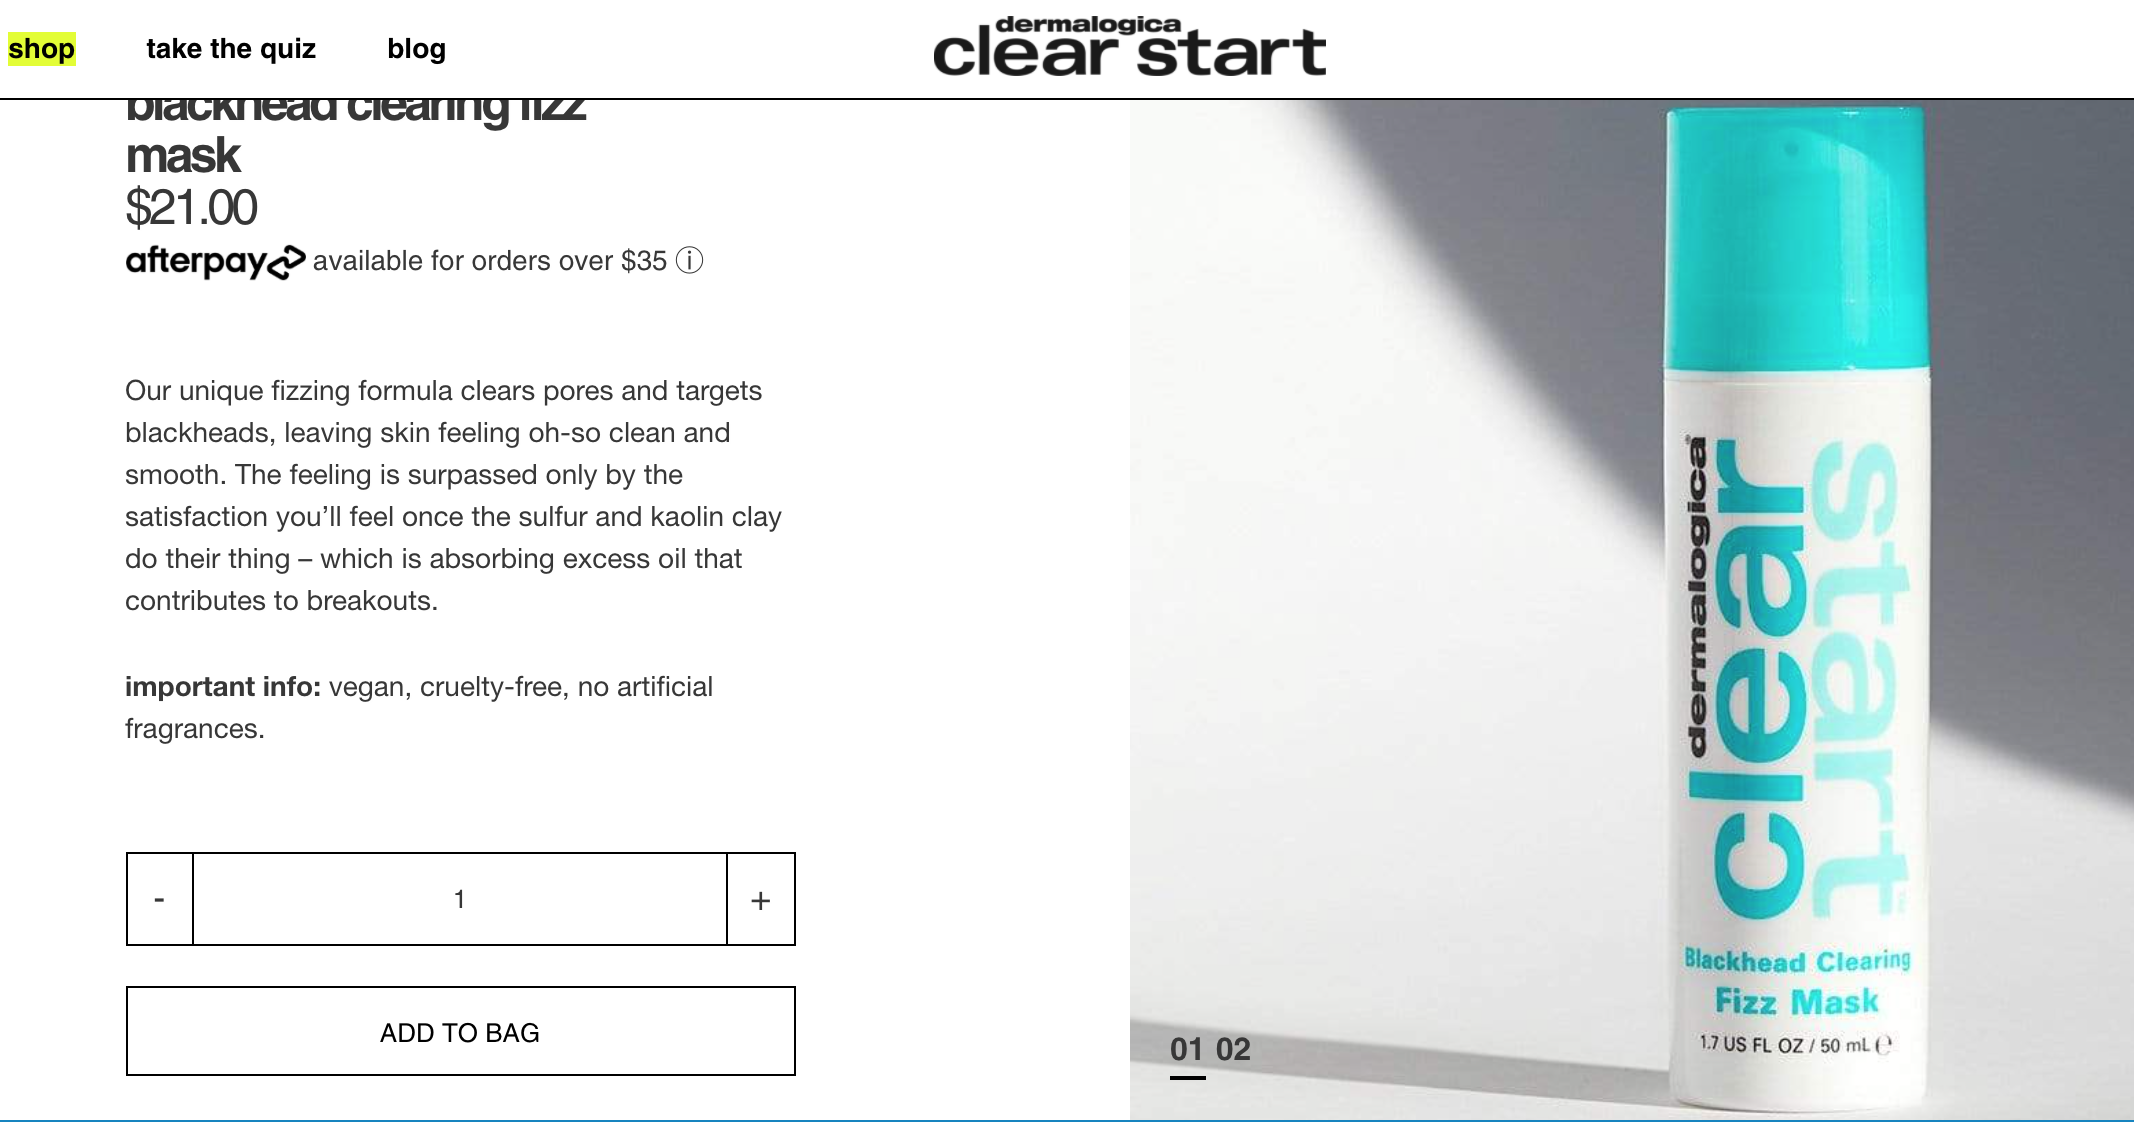 shop take the quiz blog
dermalogica
clear start
blackhead clearing fizz
mask
$21.00
afterpay available for orders over $35 ⓘ
Our unique fizzing formula clears pores and targets
blackheads, leaving skin feeling oh-so clean and
smooth. The feeling is surpassed only by the
satisfaction you’ll feel once the sulfur and kaolin clay
do their thing – which is absorbing excess oil that
contributes to breakouts.
important info: vegan, cruelty-free, no artificial
fragrances.
- 1 +
ADD TO BAG
dermalogica®
clear
start
Blackhead Clearing
Fizz Mask
1.7 US FL OZ / 50 mL ℮
01 02